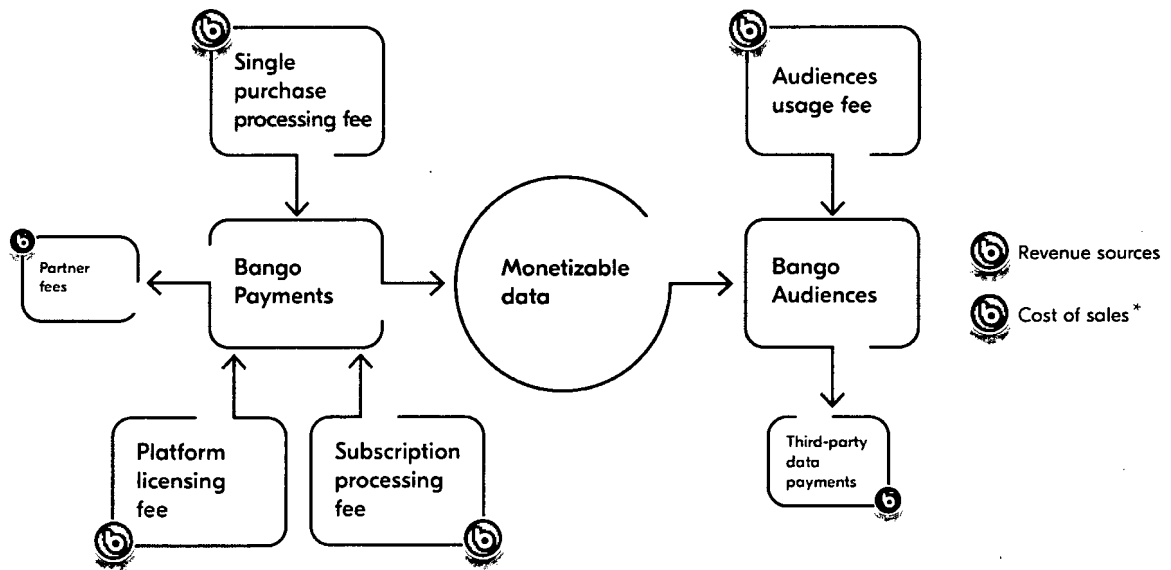 Single
purchase
processing fee
Audiences
usage fee
Partner
fees
Bango
Payments
Monetizable
data
Bango
Audiences
Revenue sources
Cost of sales*
Platform
licensing
fee
Subscription
processing
fee
Third-party
data
payments